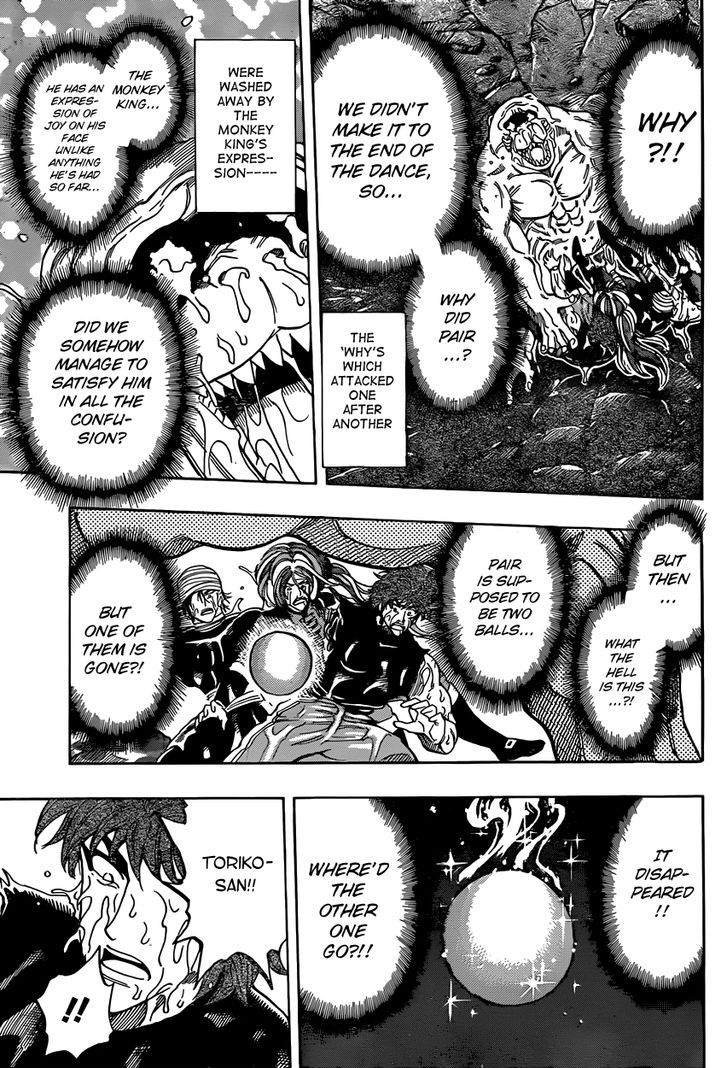 WHY
?!!
WE DIDN'T
MAKE IT TO
THE END OF
THE DANCE,
SO...
WHY
DID
PAIR
...?
THE
'WHY'S
WHICH
ATTACKED
ONE
AFTER
ANOTHER
WERE
WASHED
AWAY BY
THE
MONKEY
KING'S
EXPRES-
SION----
THE
MONKEY
KING...
HE HAS AN
EXPRES-
SION OF
JOY ON HIS
FACE
UNLIKE
ANYTHING
HE'S HAD
SO FAR...
DID WE
SOMEHOW
MANAGE TO
SATISFY HIM
IN ALL THE
CONFU-
SION?
BUT
THEN
...
WHAT
THE
HELL
IS THIS
...?!
PAIR
IS SUP-
POSED TO
BE TWO
BALLS...
BUT
ONE OF
THEM IS
GONE?!
IT
DISAP-
PEARED
!!
WHERE'D
THE
OTHER
ONE
GO?!!
TORIKO-
SAN!!
!!